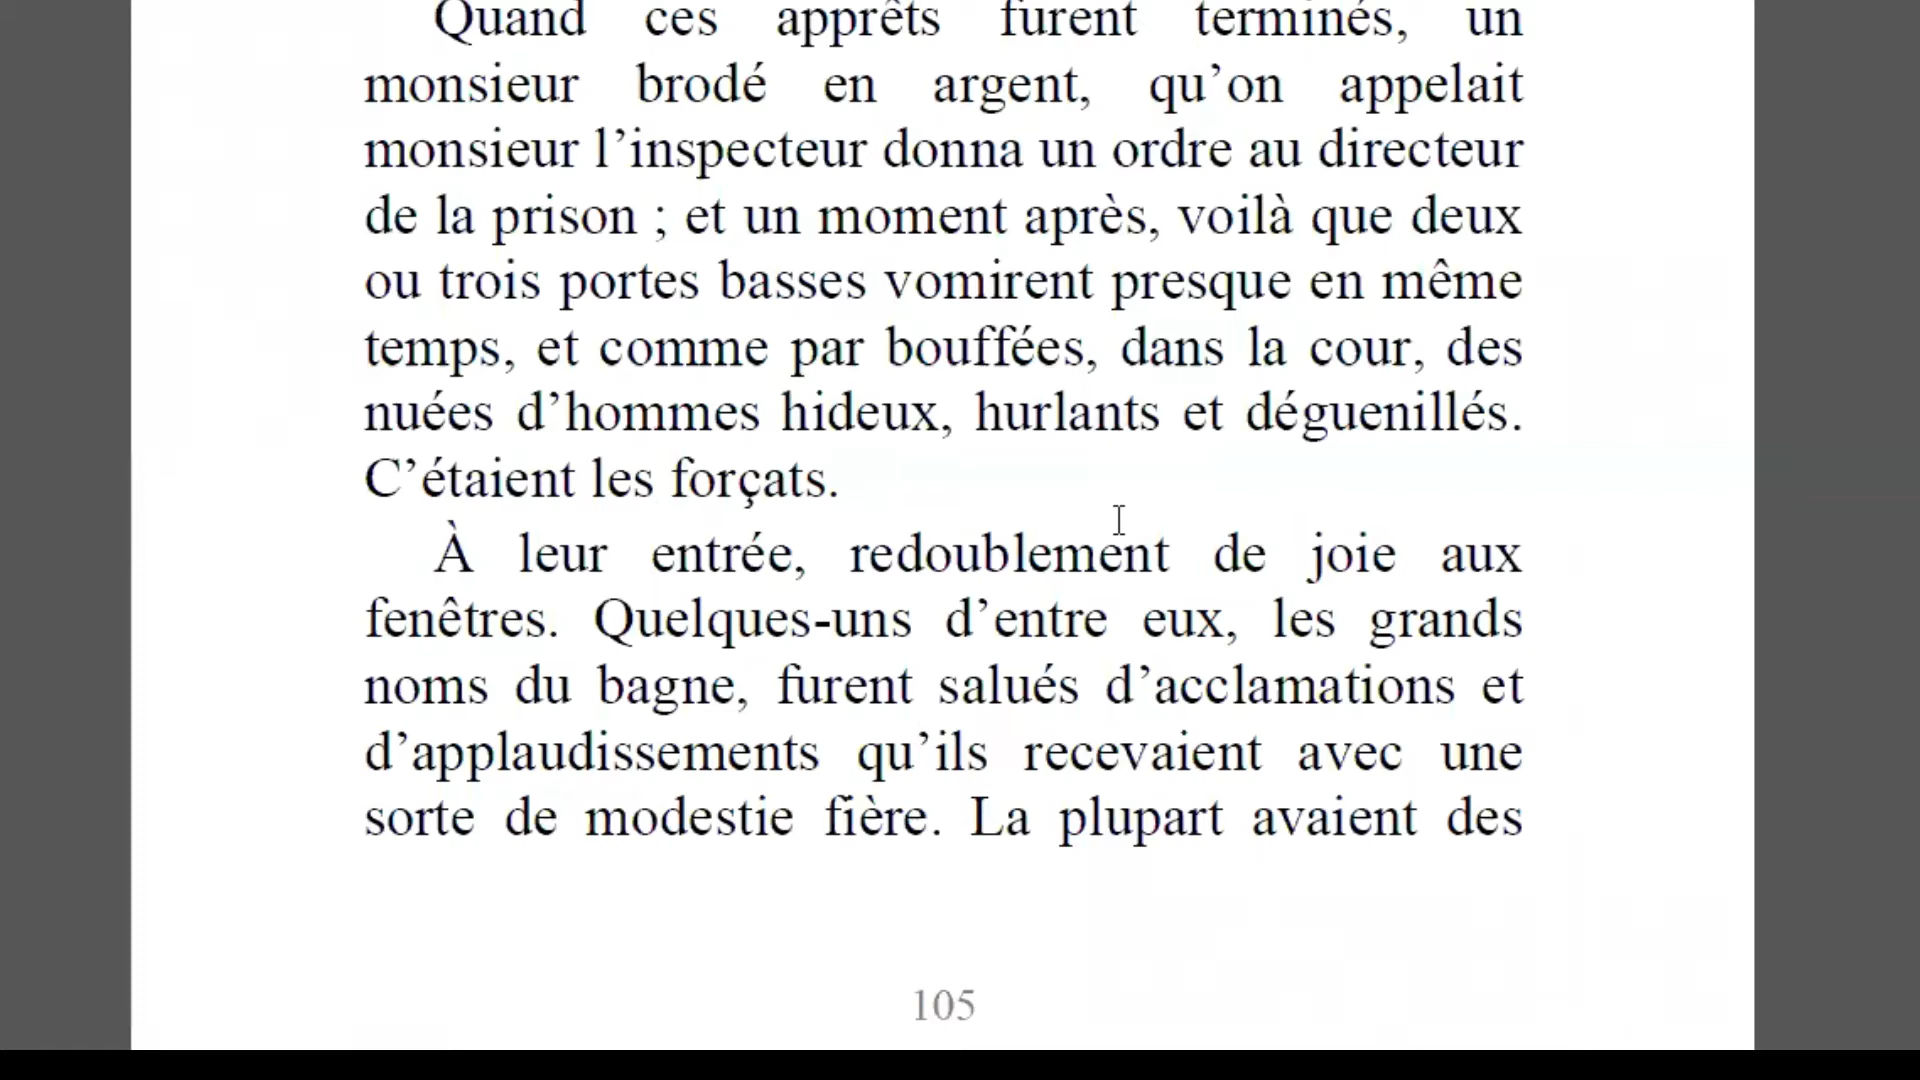 Quand ces apprêts furent terminés, un
monsieur brodé en argent, qu’on appelait
monsieur l’inspecteur donna un ordre au directeur
de la prison ; et un moment après, voilà que deux
ou trois portes basses vomirent presque en même
temps, et comme par bouffées, dans la cour, des
nuées d’hommes hideux, hurlants et déguenillés.
C’étaient les forçats.
À leur entrée, redoublement de joie aux
fenêtres. Quelques-uns d’entre eux, les grands
noms du bagne, furent salués d’acclamations et
d’applaudissements qu’ils recevaient avec une
sorte de modestie fière. La plupart avaient des
105